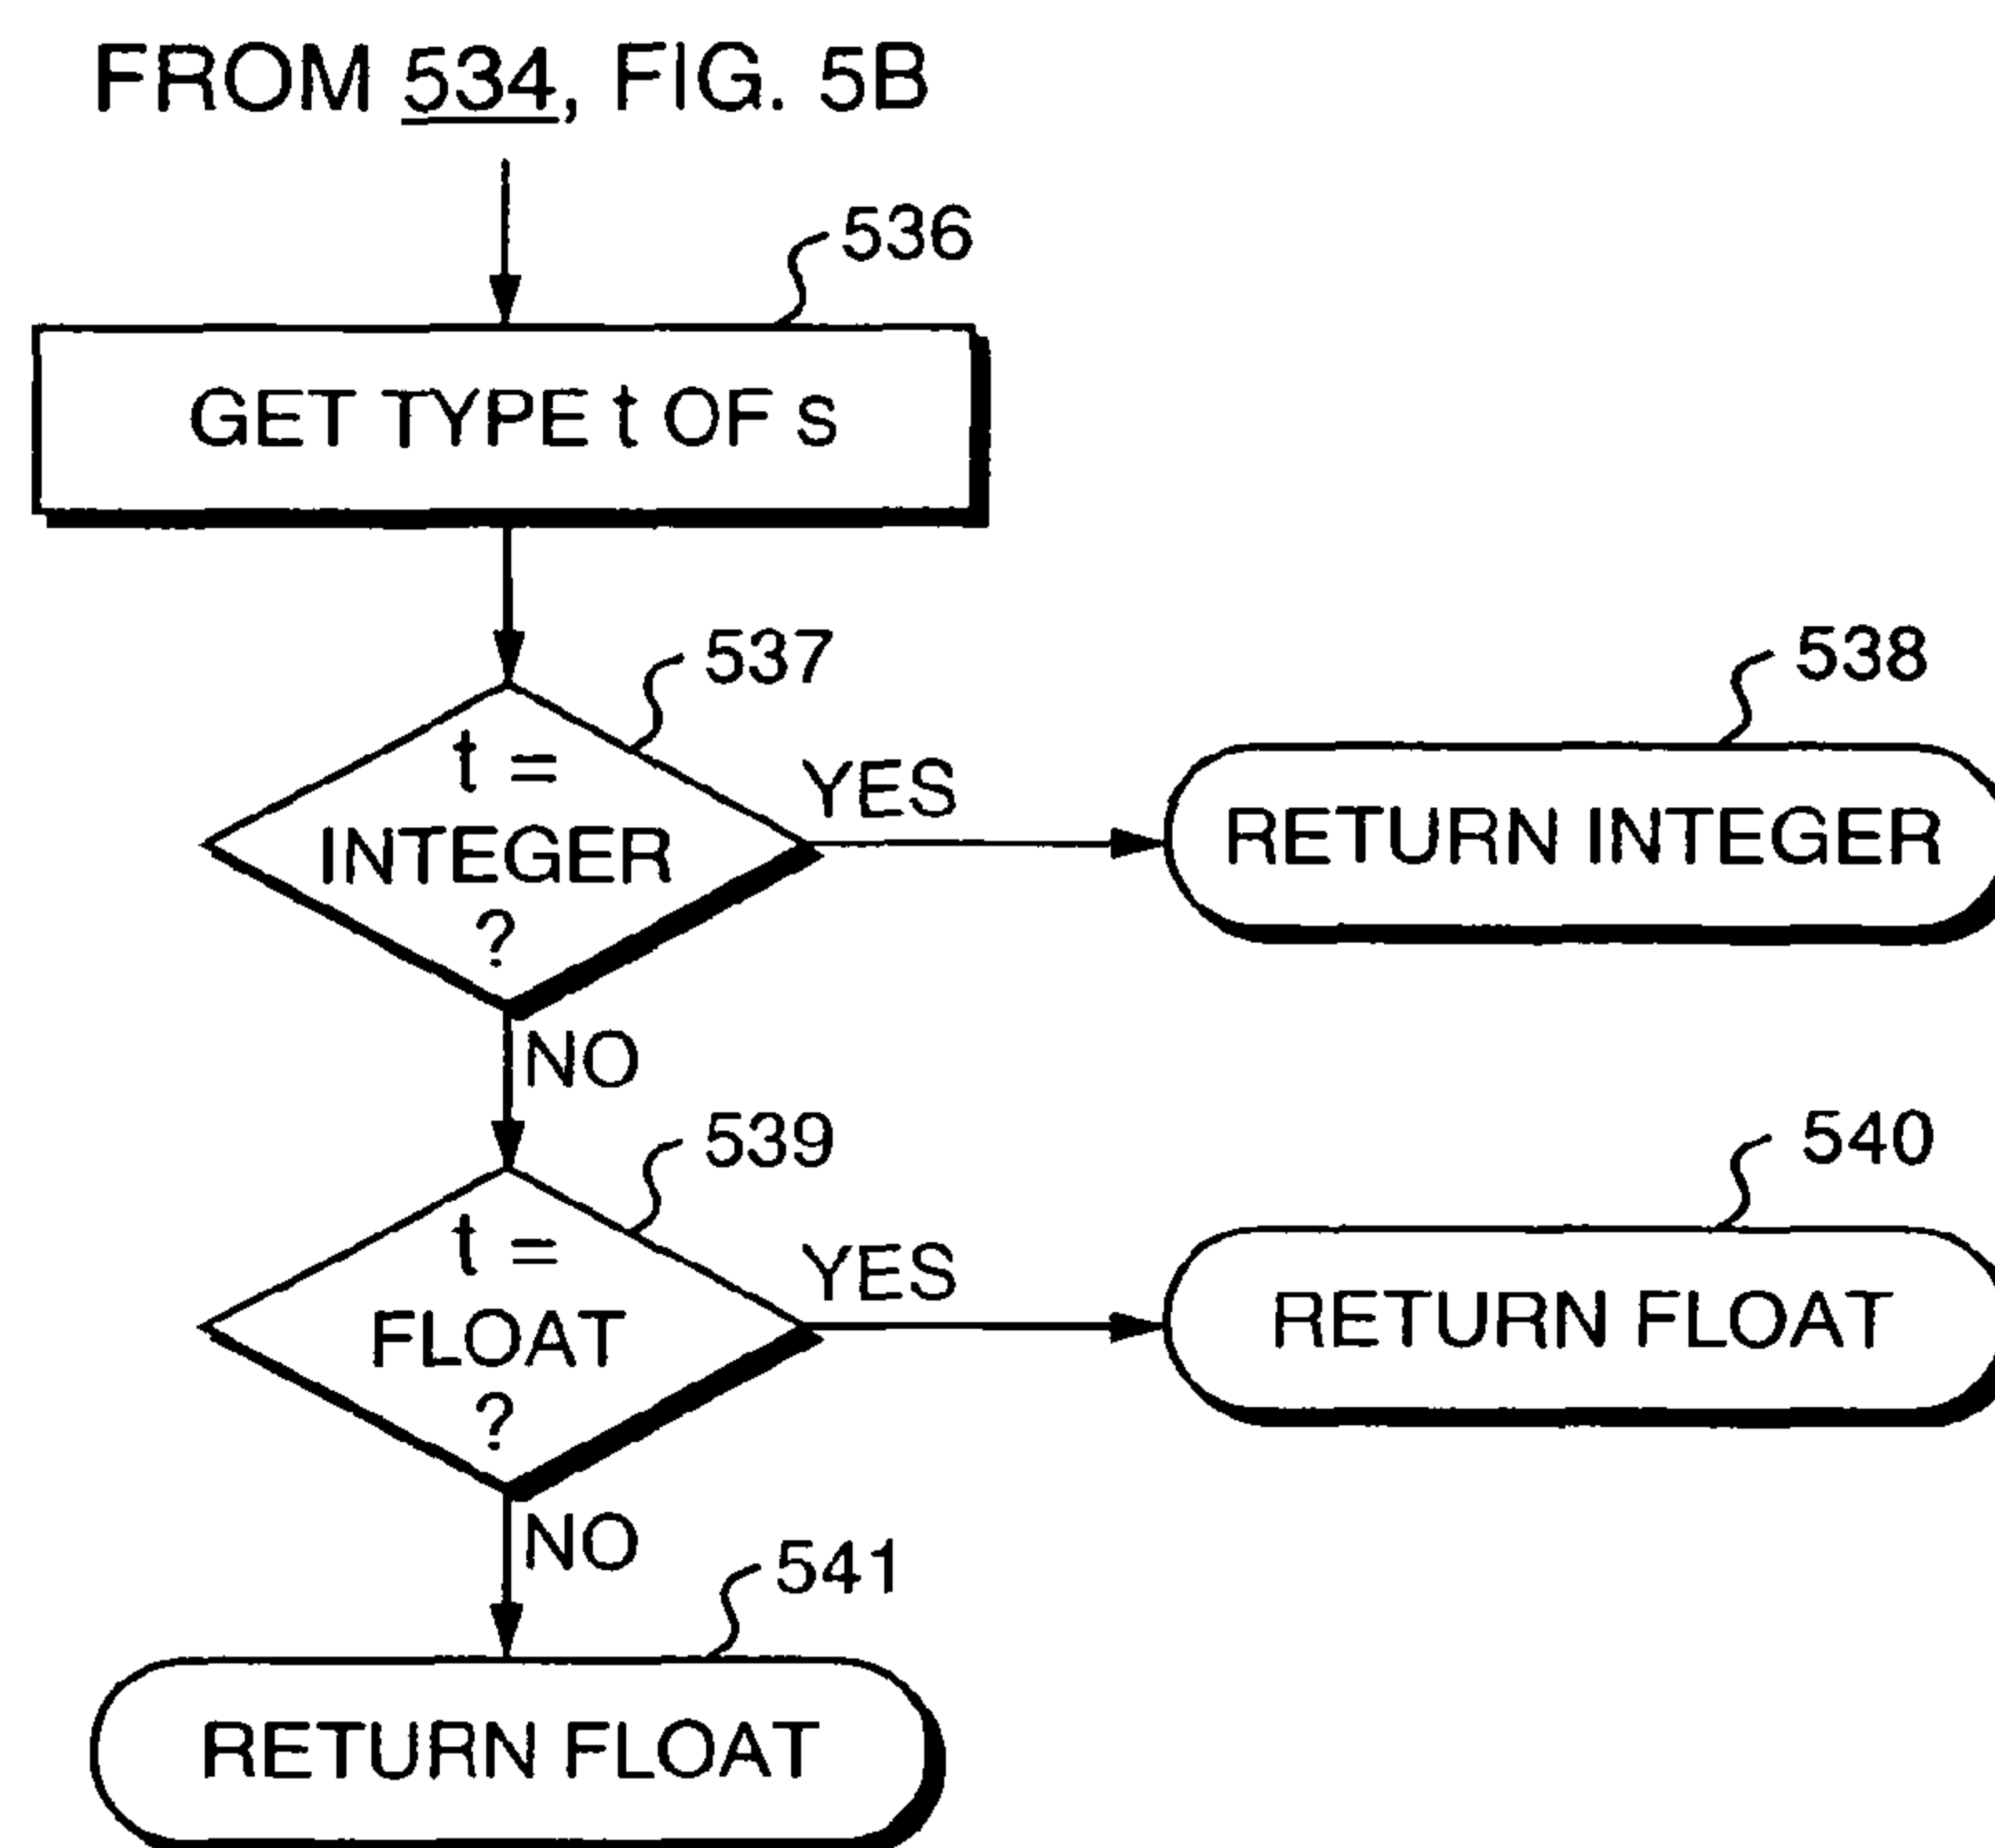 FROM 534, FIG. 5B
536
GET TYPE t OF s
537
538
t =
INTEGER
?
YES
RETURN INTEGER
NO
539
540
t =
FLOAT
?
YES
RETURN FLOAT
NO
541
RETURN FLOAT